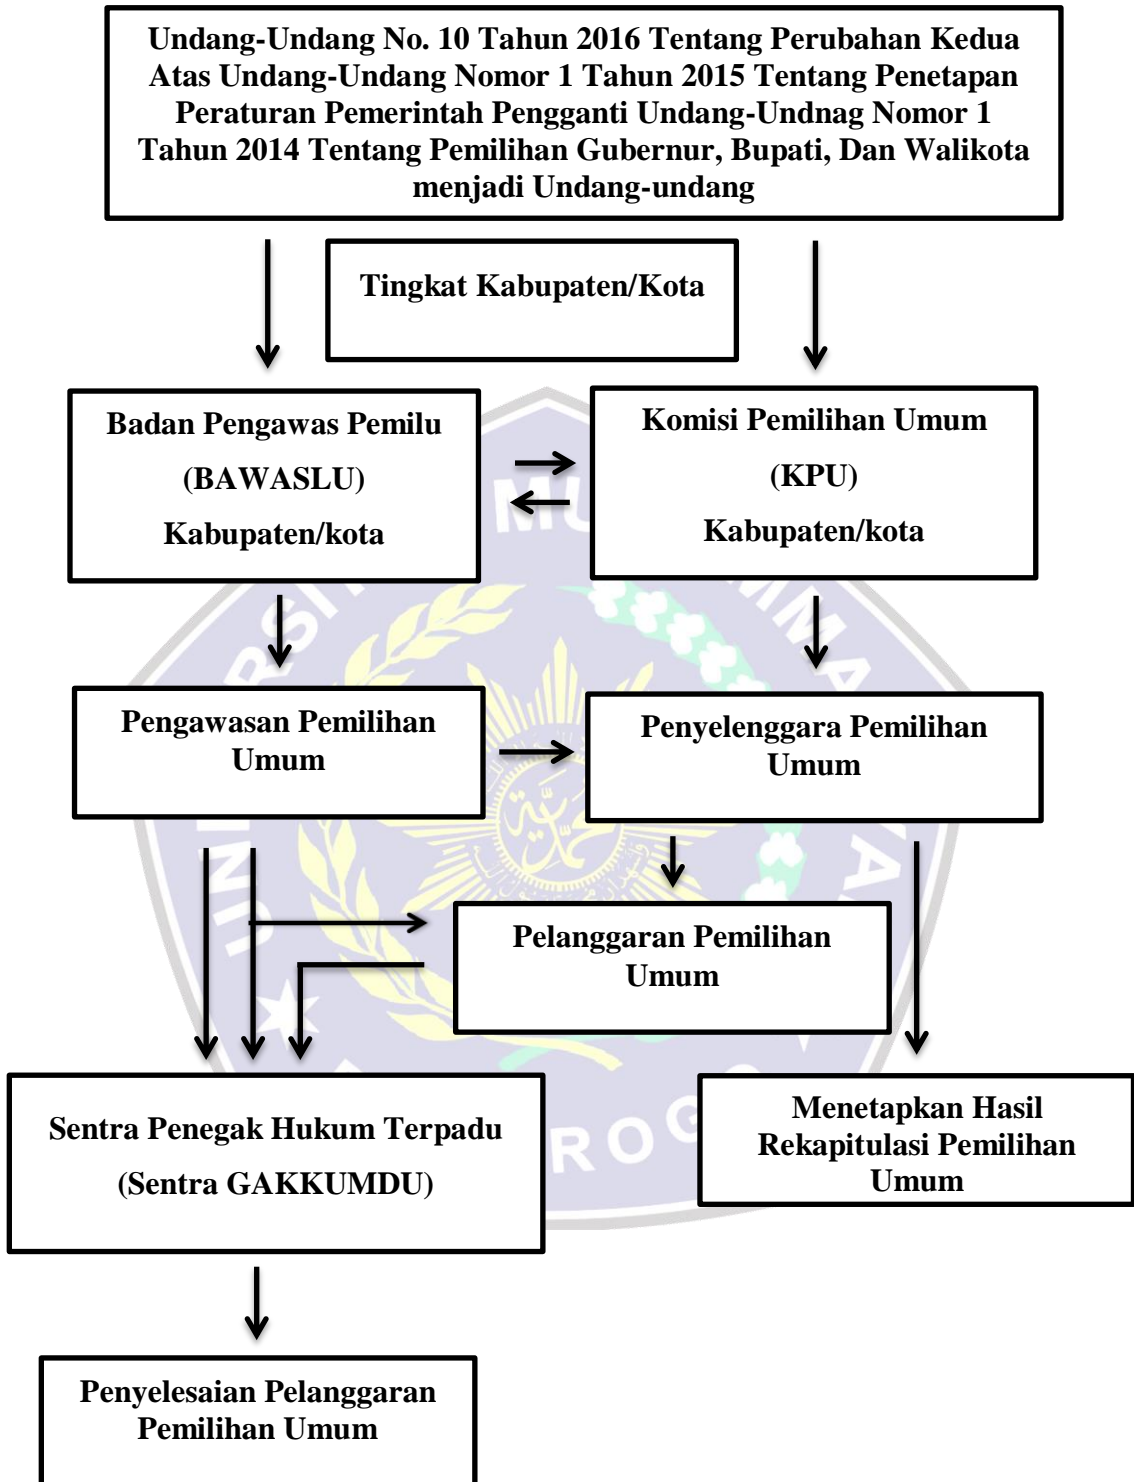 Undang-Undang No. 10 Tahun 2016 Tentang Perubahan Kedua
Atas Undang-Undang Nomor 1 Tahun 2015 Tentang Penetapan
Peraturan Pemerintah Pengganti Undang-Undnag Nomor 1
Tahun 2014 Tentang Pemilihan Gubernur, Bupati, Dan Walikota
menjadi Undang-undang
Tingkat Kabupaten/Kota
Badan Pengawas Pemilu
(BAWASLU)
Kabupaten/kota
Komisi Pemilihan Umum
(KPU)
Kabupaten/kota
Pengawasan Pemilihan
Umum
Penyelenggara Pemilihan
Umum
Pelanggaran Pemilihan
Umum
Sentra Penegak Hukum Terpadu
(Sentra GAKKUMDU)
Menetapkan Hasil
Rekapitulasi Pemilihan
Umum
Penyelesaian Pelanggaran
Pemilihan Umum